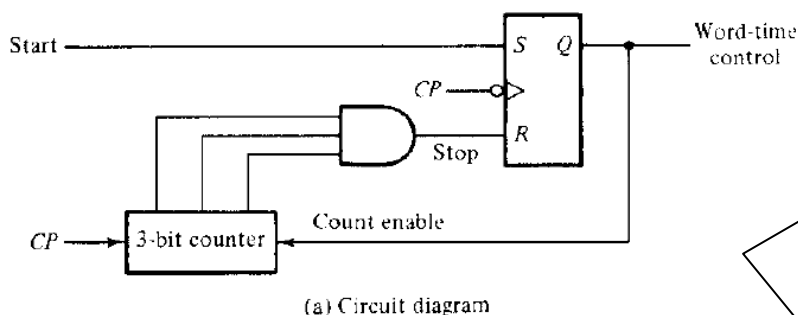 Start
S
Q
Word-time
control
CP
R
Stop
CP
3-bit counter
Count enable
(a) Circuit diagram